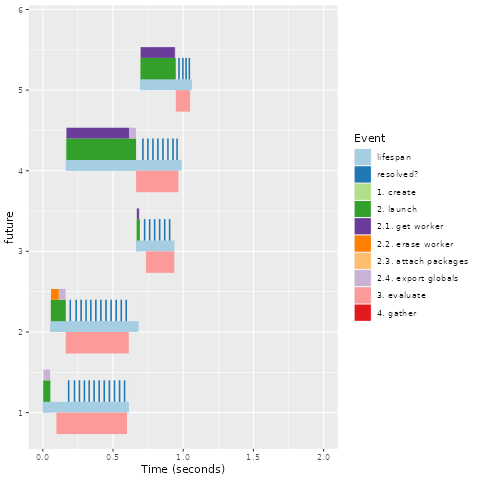 6
5
4
3
2
1
future
0.0 0.5 1.0 1.5 2.0
Time (seconds)
Event
lifespan
resolved?
1. create
2. launch
2.1. get worker
2.2. erase worker
2.3. attach packages
2.4. export globals
3. evaluate
4. gather